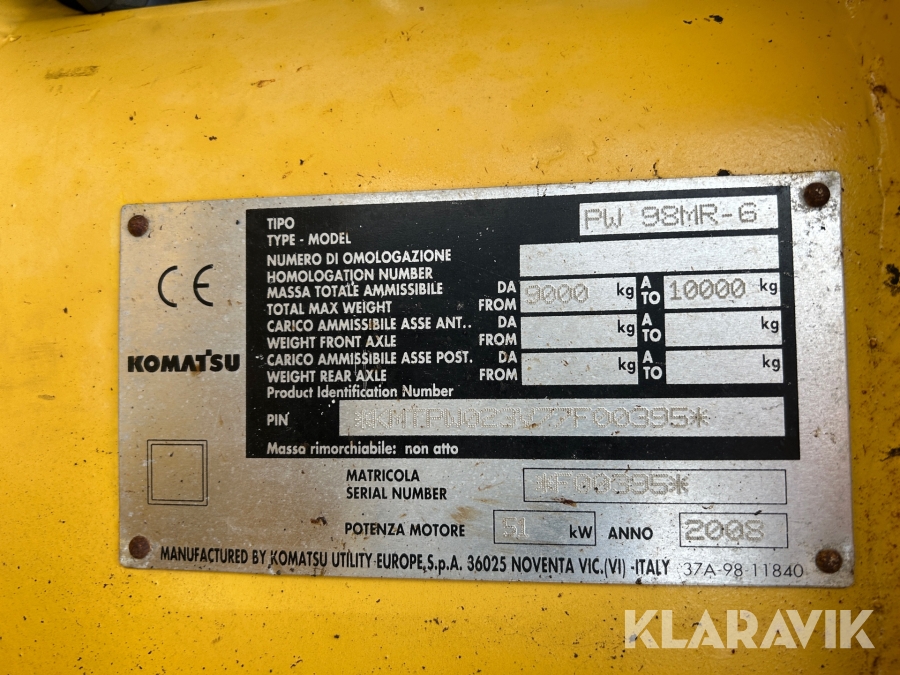 TIPO
TYPE - MODEL PW 98MR-6
NUMERO DI OMOLOGAZIONE
HOMOLOGATION NUMBER
MASSA TOTALE AMMISSIBILE DA 9000 kg A 10000 kg
TOTAL MAX WEIGHT FROM TO
CARICO AMMISSIBILE ASSE ANT.. DA kg A kg
WEIGHT FRONT AXLE FROM TO
CARICO AMMISSIBILE ASSE POST. DA kg A kg
WEIGHT REAR AXLE FROM TO
Product Identification Number
PIN
Massa rimorchiabile: non atto
CE
KOMATSU
MATRICOLA
SERIAL NUMBER *F00395*
POTENZA MOTORE 51 kW ANNO 2008
MANUFACTURED BY KOMATSU UTILITY EUROPE,S.p.A. 36025 NOVENTA VIC.(VI) -ITALY 37A-98-11840
KLARAVIK